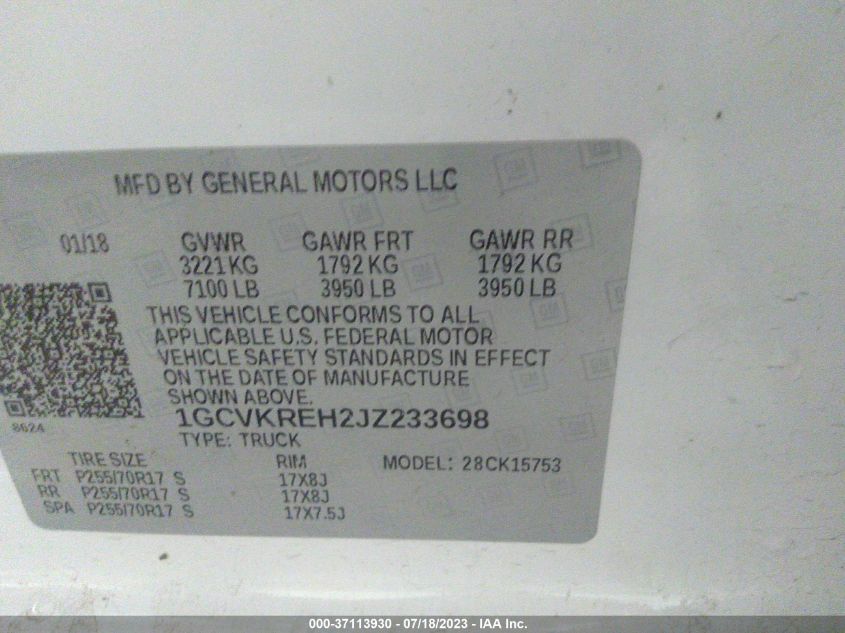 MFD BY GENERAL MOTORS LLC
01/18 GVWR GAWR FRT GAWR RR
3221 KG 1792 KG 1792 KG
7100 LB 3950 LB 3950 LB
THIS VEHICLE CONFORMS TO ALL
APPLICABLE U.S. FEDERAL MOTOR
VEHICLE SAFETY STANDARDS IN EFFECT
ON THE DATE OF MANUFACTURE
SHOWN ABOVE.
1GCVKREH2JZ233698
8624
TYPE: TRUCK
TIRE SIZE RIM MODEL: 28CK15753
FRT P255/70R17 S 17X8J
RR P255/70R17 S 17X8J
SPA P255/70R17 S 17X7.5J
000-37113930 - 07/18/2023 - IAA Inc.